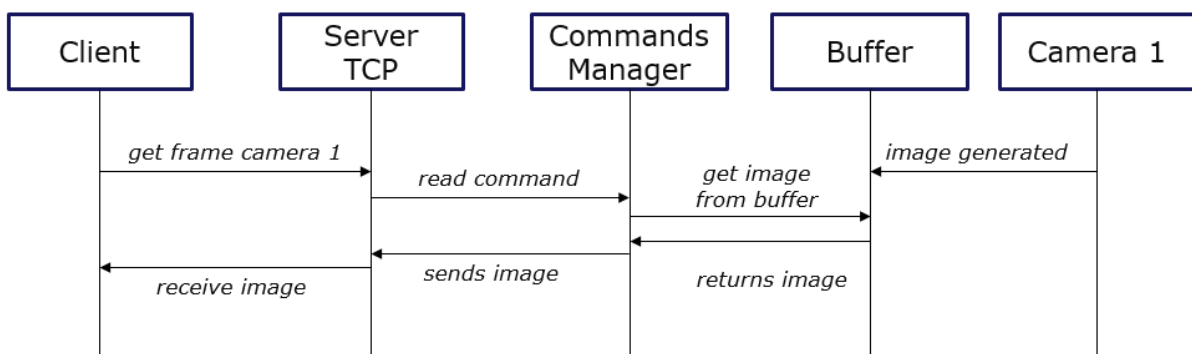 Client
Server
TCP
Commands
Manager
Buffer
Camera 1
get frame camera 1
image generated
read command
get image
from buffer
sends image
returns image
receive image